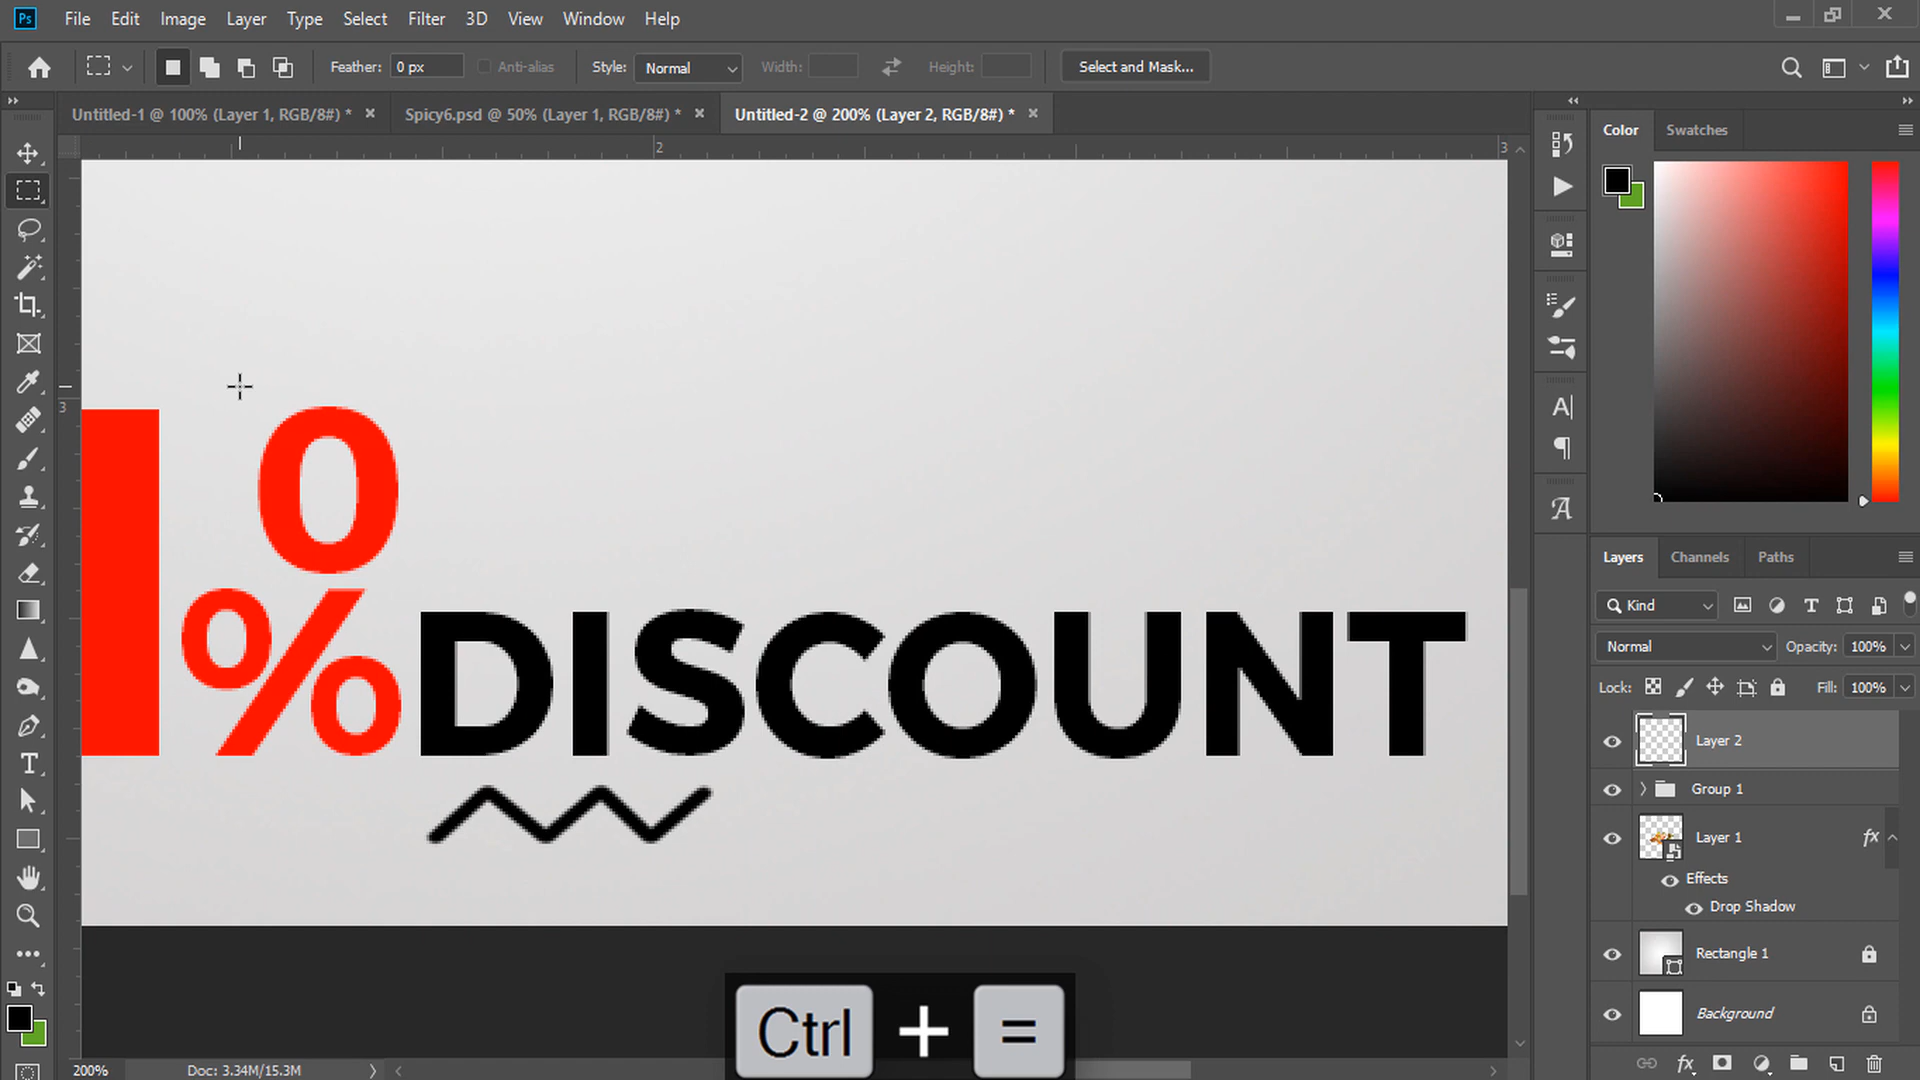 Ps File Edit Image Layer Type Select Filter 3D View Window Help
Feather: 0 px Anti-alias Style: Normal Width: Height: Select and Mask...
Untitled-1 @ 100% (Layer 1, RGB/8#) * Spicy6.psd @ 50% (Layer 1, RGB/8#) * Untitled-2 @ 200% (Layer 2, RGB/8#) *
2 3
3
0
% DISCOUNT
Color Swatches
Layers Channels Paths
Kind
Normal Opacity: 100%
Lock: Fill: 100%
Layer 2
Group 1
Layer 1 fx
Effects
Drop Shadow
Rectangle 1
Background
Ctrl + =
200% Doc: 3.34M/15.3M